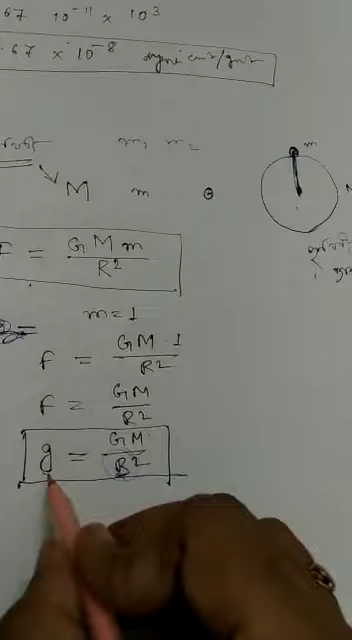 67 10⁻¹¹ × 10³
.67 × 10⁻⁸ dyne cm²/gm²
m₁ m₂
M m
m
F = GMm / R²
m = 1
F = GM·1 / R²
F = GM / R²
g = GM / R²